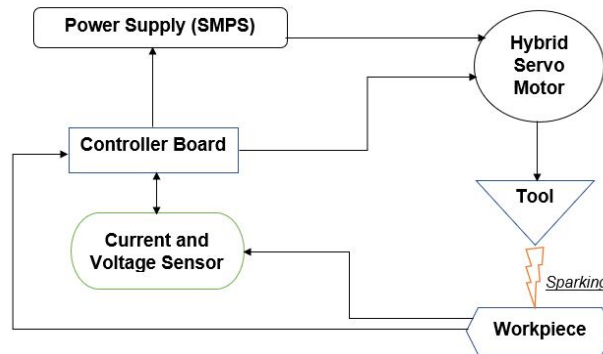 Power Supply (SMPS)
Hybrid
Servo
Motor
Controller Board
Tool
Current and
Voltage Sensor
Sparking
Workpiece